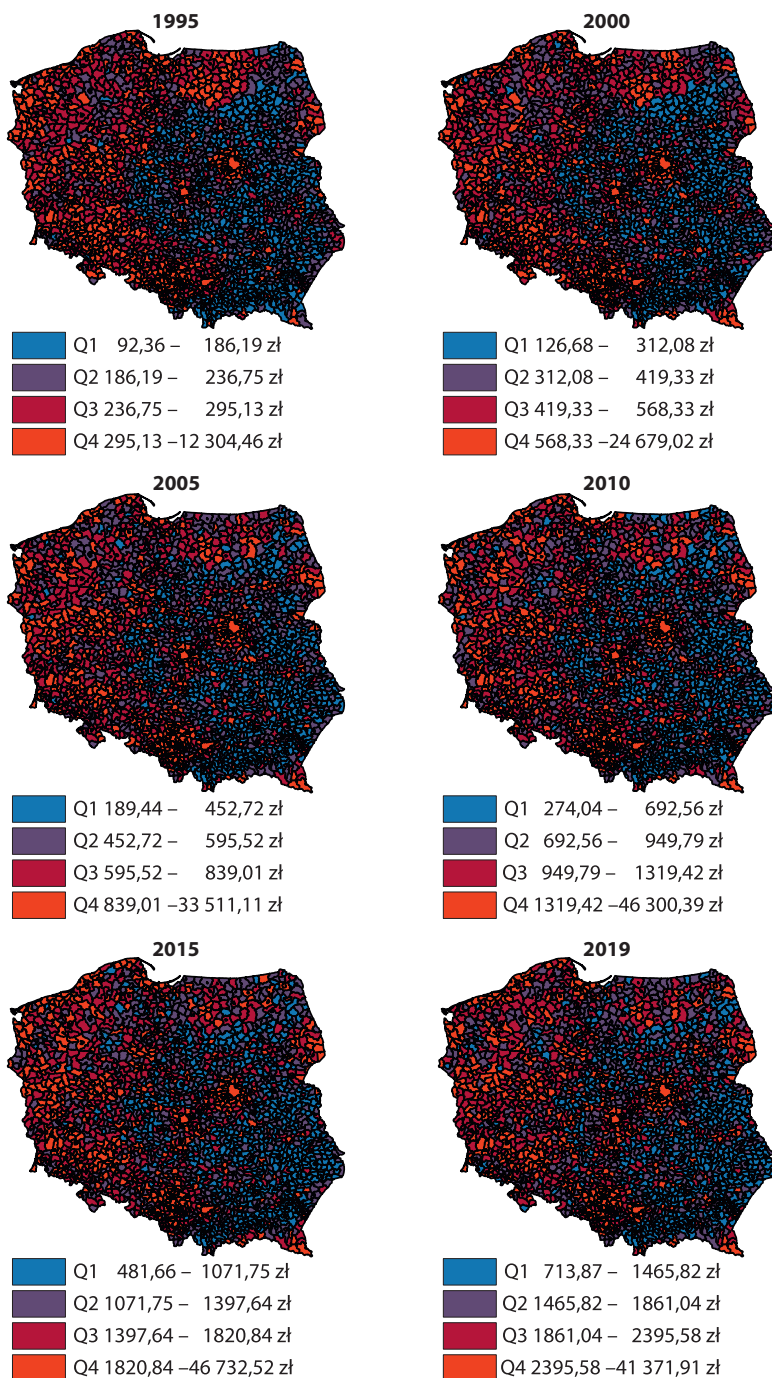 1995
Q1 92,36 – 186,19 zł
Q2 186,19 – 236,75 zł
Q3 236,75 – 295,13 zł
Q4 295,13 –12 304,46 zł
2000
Q1 126,68 – 312,08 zł
Q2 312,08 – 419,33 zł
Q3 419,33 – 568,33 zł
Q4 568,33 –24 679,02 zł
2005
Q1 189,44 – 452,72 zł
Q2 452,72 – 595,52 zł
Q3 595,52 – 839,01 zł
Q4 839,01 –33 511,11 zł
2010
Q1 274,04 – 692,56 zł
Q2 692,56 – 949,79 zł
Q3 949,79 – 1319,42 zł
Q4 1319,42 –46 300,39 zł
2015
Q1 481,66 – 1071,75 zł
Q2 1071,75 – 1397,64 zł
Q3 1397,64 – 1820,84 zł
Q4 1820,84 –46 732,52 zł
2019
Q1 713,87 – 1465,82 zł
Q2 1465,82 – 1861,04 zł
Q3 1861,04 – 2395,58 zł
Q4 2395,58 –41 371,91 zł